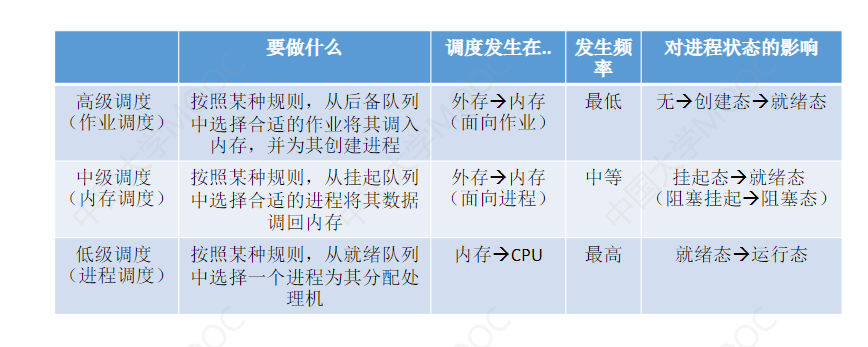 要做什么
调度发生在..
发生频
率
对进程状态的影响
高级调度
（作业调度）
按照某种规则，从后备队列
中选择合适的作业将其调入
内存，并为其创建进程
外存→内存
（面向作业）
最低
无→创建态→就绪态
中级调度
（内存调度）
按照某种规则，从挂起队列
中选择合适的进程将其数据
调回内存
外存→内存
（面向进程）
中等
挂起态→就绪态
（阻塞挂起→阻塞态）
低级调度
（进程调度）
按照某种规则，从就绪队列
中选择一个进程为其分配处
理机
内存→CPU
最高
就绪态→运行态
中国大学MOOC